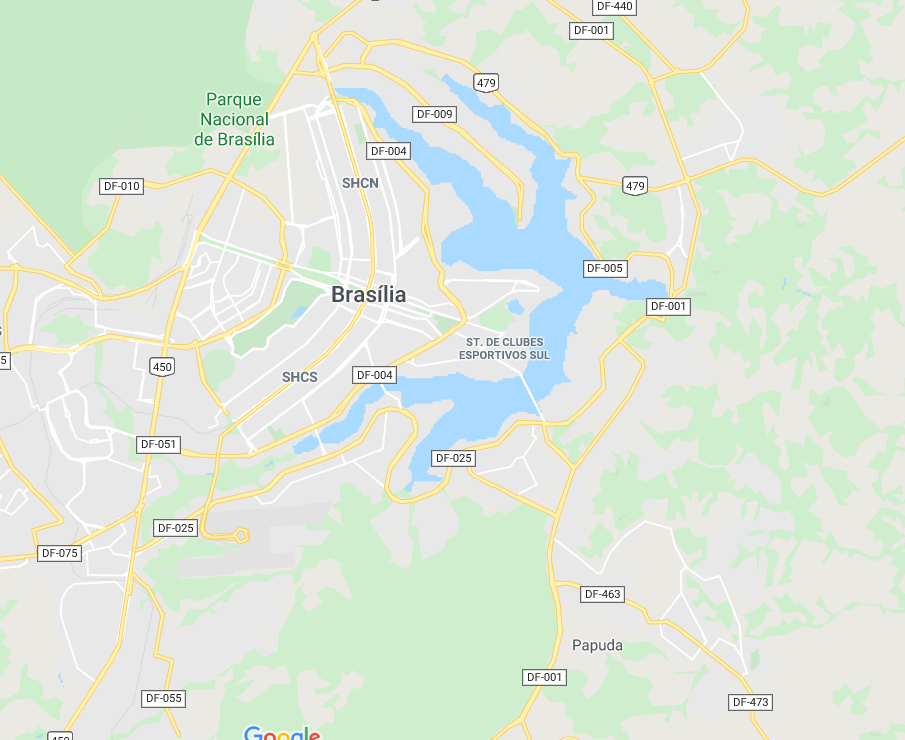 DF-440
DF-001
479
Parque
Nacional
de Brasília
DF-009
DF-004
SHCN
DF-010
479
DF-005
Brasília
DF-001
ST. DE CLUBES
ESPORTIVOS SUL
450
SHCS
DF-004
DF-051
DF-025
DF-025
DF-075
DF-463
Papuda
DF-001
DF-055
DF-473
Google